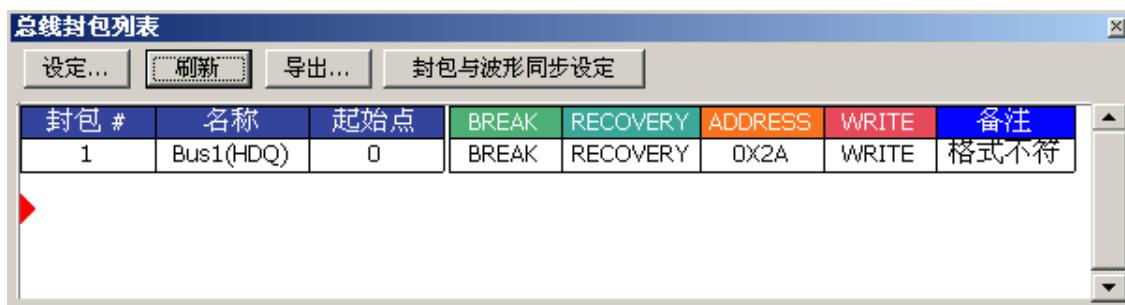 总线封包列表
设定... 刷新 导出... 封包与波形同步设定
封包 # 名称 起始点 BREAK RECOVERY ADDRESS WRITE 备注
1 Bus1(HDQ) 0 BREAK RECOVERY 0X2A WRITE 格式不符